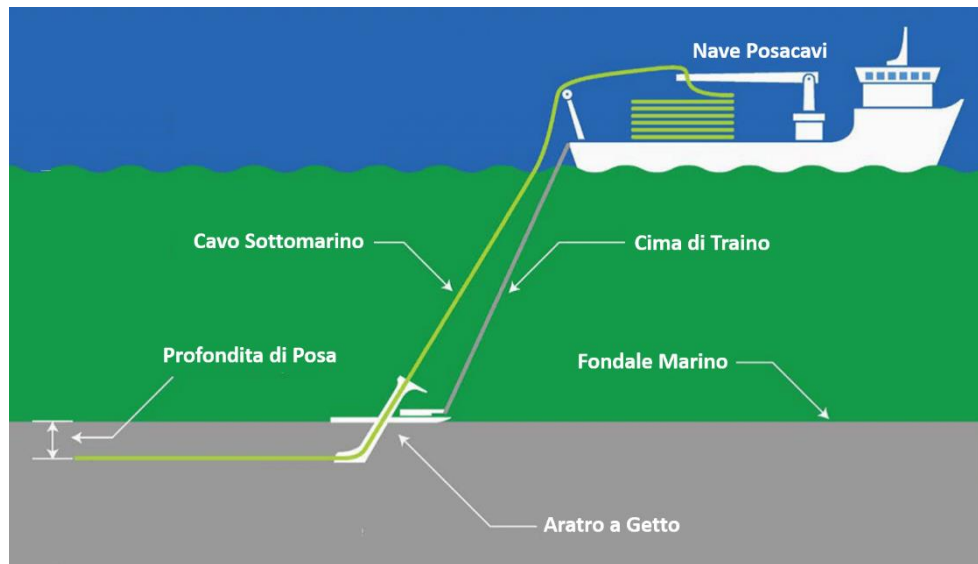 Nave Posacavi
Cavo Sottomarino
Cima di Traino
Profondita di Posa
Fondale Marino
Aratro a Getto